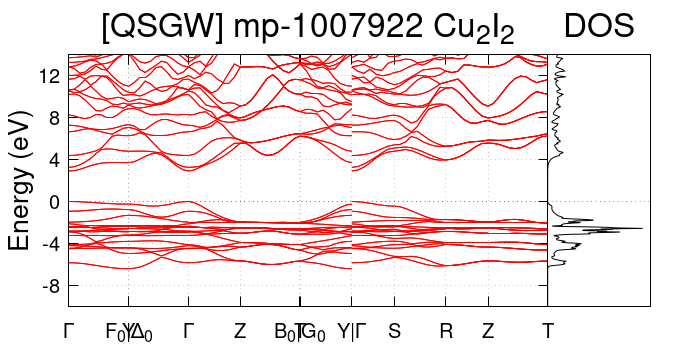 [QSGW] mp-1007922 Cu₂I₂ DOS
Energy (eV)
12
8
4
0
-4
-8
Γ F₀ Y Δ₀ Γ Z B₀ T G₀ Y|Γ S R Z T